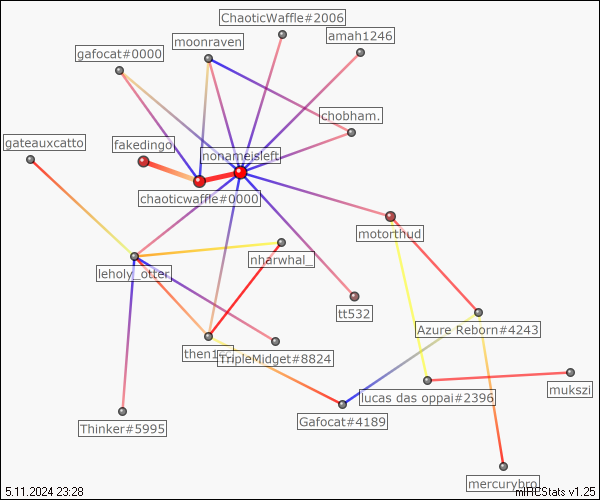 ChaoticWaffle#2006
amah1246
moonraven
gafocat#0000
chobham.
gateauxcatto
fakedingo
nonameisleft
chaoticwaffle#0000
motorthud
nharwhal_
leholy_otter
tt532
Azure Reborn#4243
TripleMidget#8824
mukszi
lucas das oppai#2396
Gafocat#4189
Thinker#5995
mercurybro
5.11.2024 23:28
mIRCStats v1.25